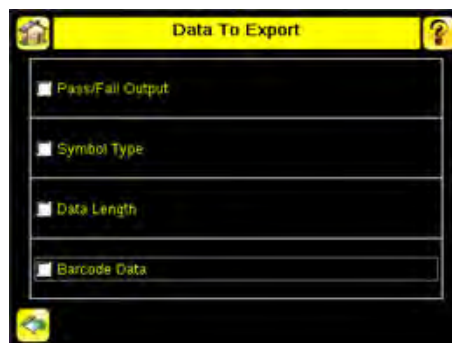 Data To Export
?
Pass/Fail Output
Symbol Type
Data Length
Barcode Data